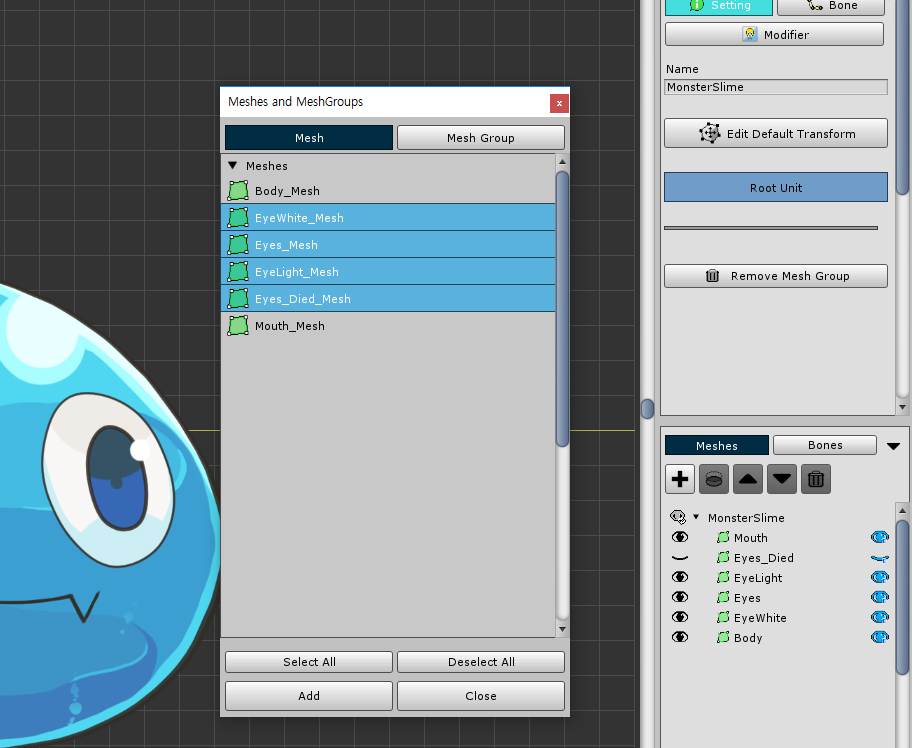 Setting
Bone
Modifier
Name
MonsterSlime
Edit Default Transform
Root Unit
Remove Mesh Group
Meshes and MeshGroups
x
Mesh
Mesh Group
Meshes
Body_Mesh
EyeWhite_Mesh
Eyes_Mesh
EyeLight_Mesh
Eyes_Died_Mesh
Mouth_Mesh
Select All
Deselect All
Add
Close
Meshes
Bones
MonsterSlime
Mouth
Eyes_Died
EyeLight
Eyes
EyeWhite
Body